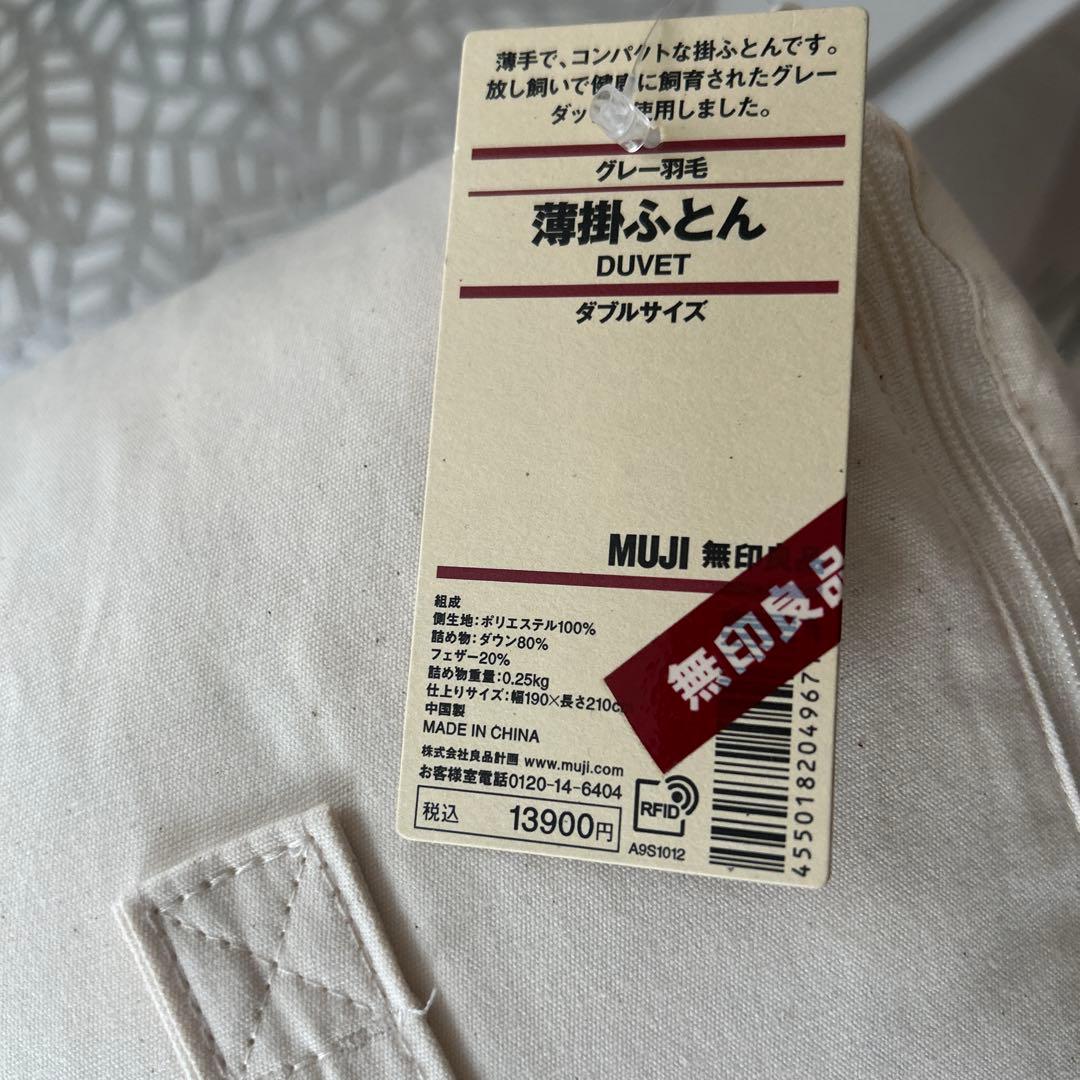 薄手で、コンパクトな掛ふとんです。
放し飼いで健康に飼育されたグレー
ダッ 使用しました。
グレー羽毛
薄掛ふとん
DUVET
ダブルサイズ
MUJI 無印良品
無印良品
組成
側生地:ポリエステル100%
詰め物:ダウン80%
フェザー20%
詰め物重量:0.25kg
仕上りサイズ:幅190×長さ210c
中国製
MADE IN CHINA
株式会社良品計画 www.muji.com
お客様室電話0120-14-6404
税込 13900円
RFID
A9S1012
455018204967